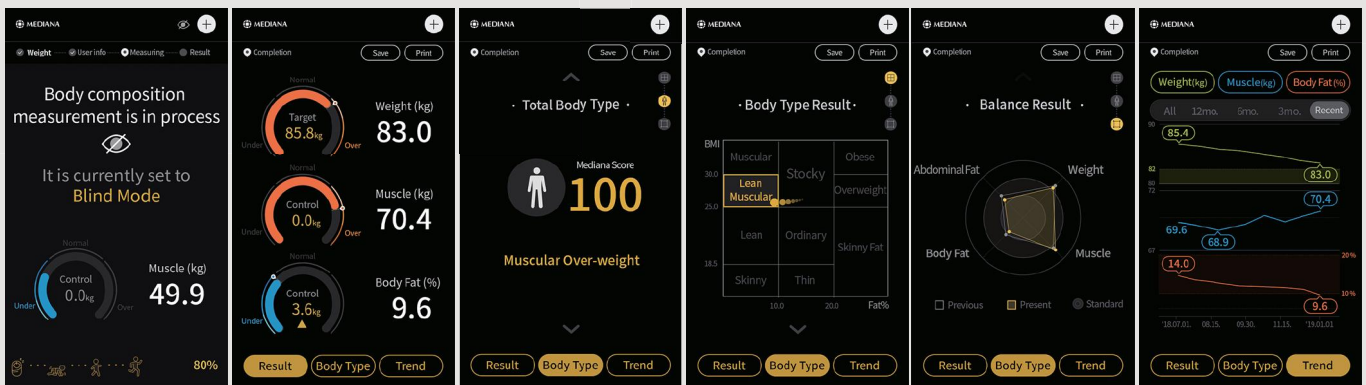 MEDIANA
Weight
User info
Measuring
Result
Body composition
measurement is in process
It is currently set to
Blind Mode
Normal
Control
0.0kg
Under
Over
Muscle (kg)
49.9
80%
MEDIANA
Completion
Save
Print
Normal
Target
85.8kg
Under
Over
Weight (kg)
83.0
Normal
Control
0.0kg
Under
Over
Muscle (kg)
70.4
Normal
Control
3.6kg
Under
Over
Body Fat (%)
9.6
Result
Body Type
Trend
MEDIANA
Completion
Save
Print
· Total Body Type ·
Mediana Score
100
Muscular Over-weight
Result
Body Type
Trend
MEDIANA
Completion
Save
Print
· Body Type Result ·
BMI
30.0
25.0
18.5
Muscular
Stocky
Obese
Lean
Muscular
Overweight
Lean
Ordinary
Skinny Fat
Skinny
Thin
10.0
20.0
Fat%
Result
Body Type
Trend
MEDIANA
Completion
Save
Print
· Balance Result ·
Abdominal Fat
Weight
Body Fat
Muscle
Previous
Present
Standard
Result
Body Type
Trend
MEDIANA
Completion
Save
Print
Weight(kg)
Muscle(kg)
Body Fat (%)
All
12mo.
6mo.
3mo.
Recent
90
85.4
82
83.0
80
72
70.4
69.6
68.9
67
20%
14.0
10%
9.6
'18.07.01.
08.15.
09.30.
11.15.
'19.01.01
Result
Body Type
Trend